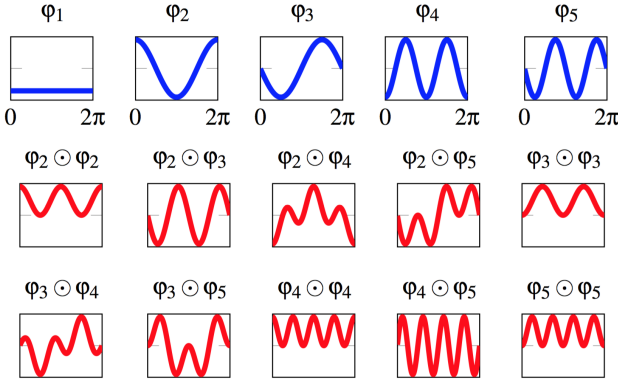 φ1 φ2 φ3 φ4 φ5
0 2π 0 2π 0 2π 0 2π 0 2π
φ2 ⊙ φ2 φ2 ⊙ φ3 φ2 ⊙ φ4 φ2 ⊙ φ5 φ3 ⊙ φ3
φ3 ⊙ φ4 φ3 ⊙ φ5 φ4 ⊙ φ4 φ4 ⊙ φ5 φ5 ⊙ φ5